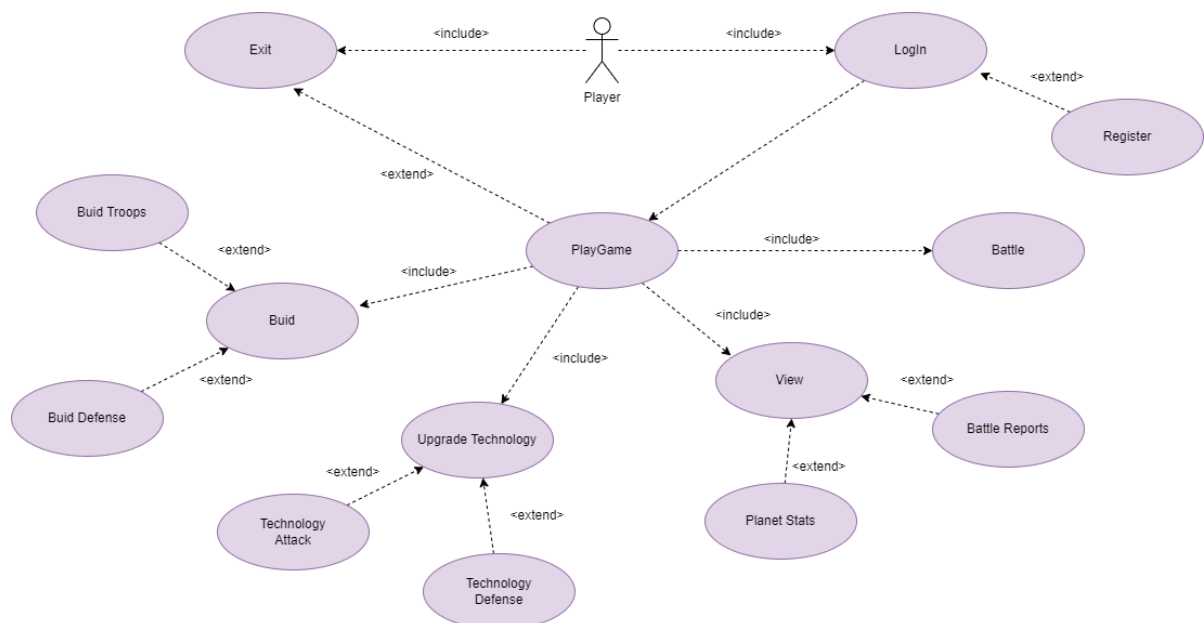 <include>
<include>
Exit
LogIn
<extend>
Player
Register
<extend>
Buid Troops
<extend>
<include>
PlayGame
Battle
<include>
Buid
<include>
<include>
<extend>
View
<extend>
Buid Defense
Battle Reports
Upgrade Technology
<extend>
<extend>
<extend>
Planet Stats
Technology
Attack
Technology
Defense